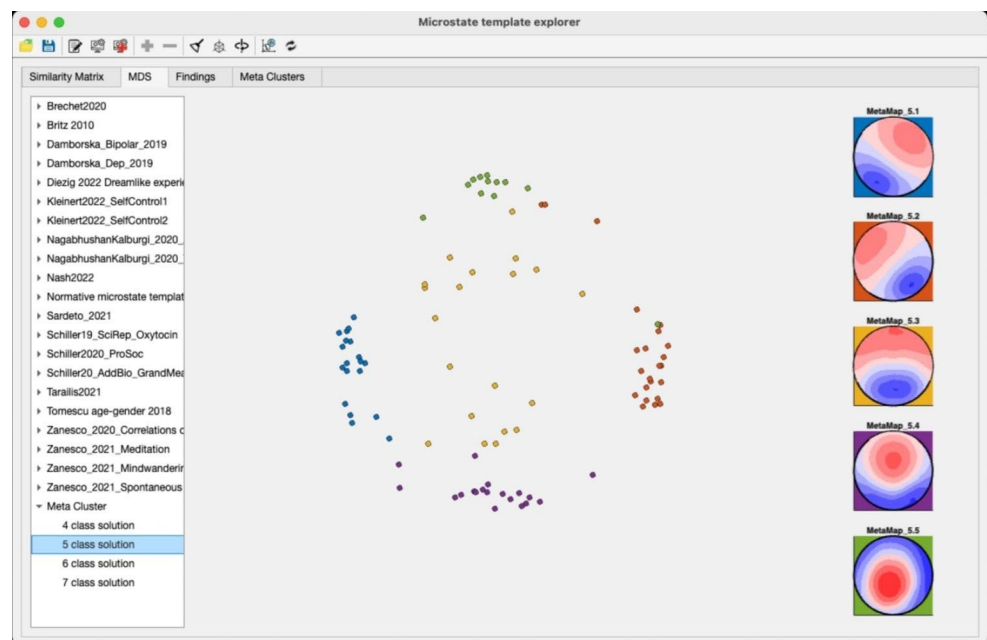 Microstate template explorer
Similarity Matrix MDS Findings Meta Clusters
Brechet2020
Britz 2010
Damborska_Bipolar_2019
Damborska_Dep_2019
Diezig 2022 Dreamlike experi
Kleinert2022_SelfControl1
Kleinert2022_SelfControl2
NagabhushanKalburgi_2020_
NagabhushanKalburgi_2020_
Nash2022
Normative microstate templat
Sardeto_2021
Schiller19_SciRep_Oxytocin
Schiller2020_ProSoc
Schiller20_AddBio_GrandMea
Tarailis2021
Tomescu age-gender 2018
Zanesco_2020_Correlations c
Zanesco_2021_Meditation
Zanesco_2021_Mindwanderir
Zanesco_2021_Spontaneous
Meta Cluster
4 class solution
5 class solution
6 class solution
7 class solution
MetaMap_5.1
MetaMap_5.2
MetaMap_5.3
MetaMap_5.4
MetaMap_5.5